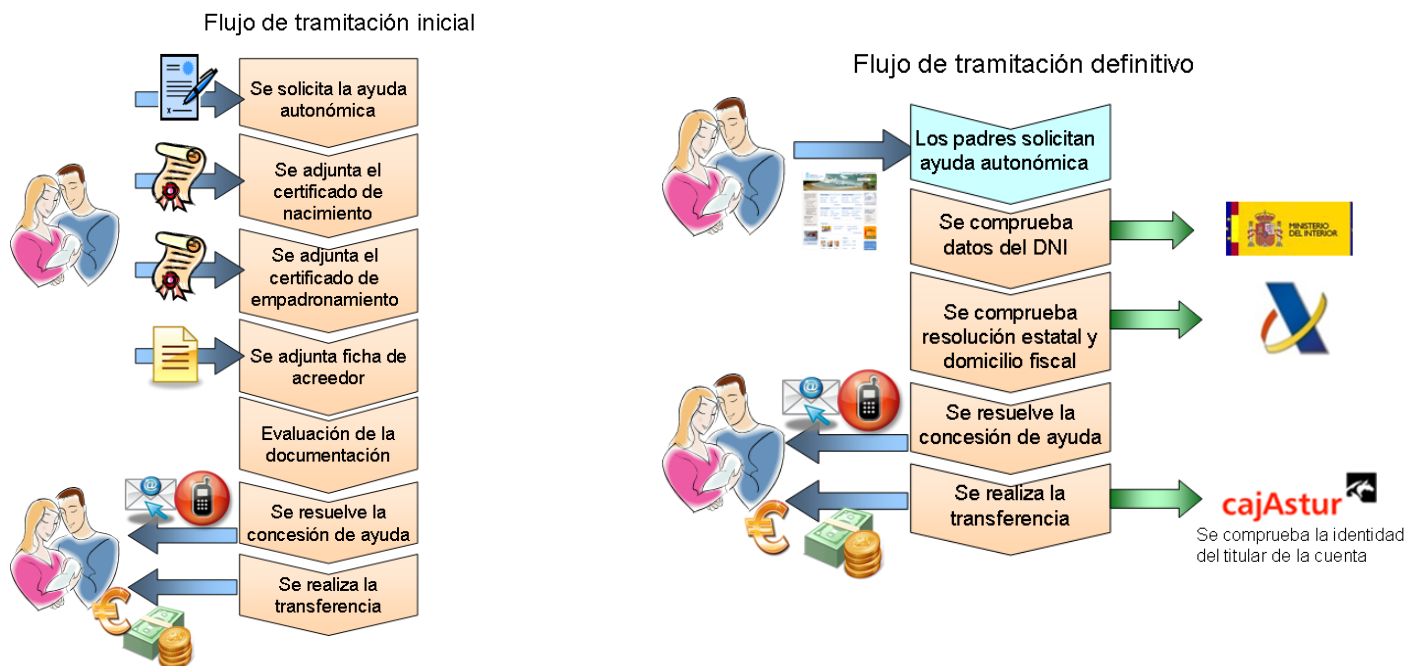 Flujo de tramitación inicial
Se solicita la ayuda
autonómica
Se adjunta el
certificado de
nacimiento
Se adjunta el
certificado de
empadronamiento
Se adjunta ficha de
acreedor
Evaluación de la
documentación
Se resuelve la
concesión de ayuda
Se realiza la
transferencia
Flujo de tramitación definitivo
Los padres solicitan
ayuda autonómica
Se comprueba
datos del DNI
MINISTERIO
DEL INTERIOR
Se comprueba
resolución estatal y
domicilio fiscal
Se resuelve la
concesión de ayuda
Se realiza la
transferencia
cajAstur
Se comprueba la identidad
del titular de la cuenta